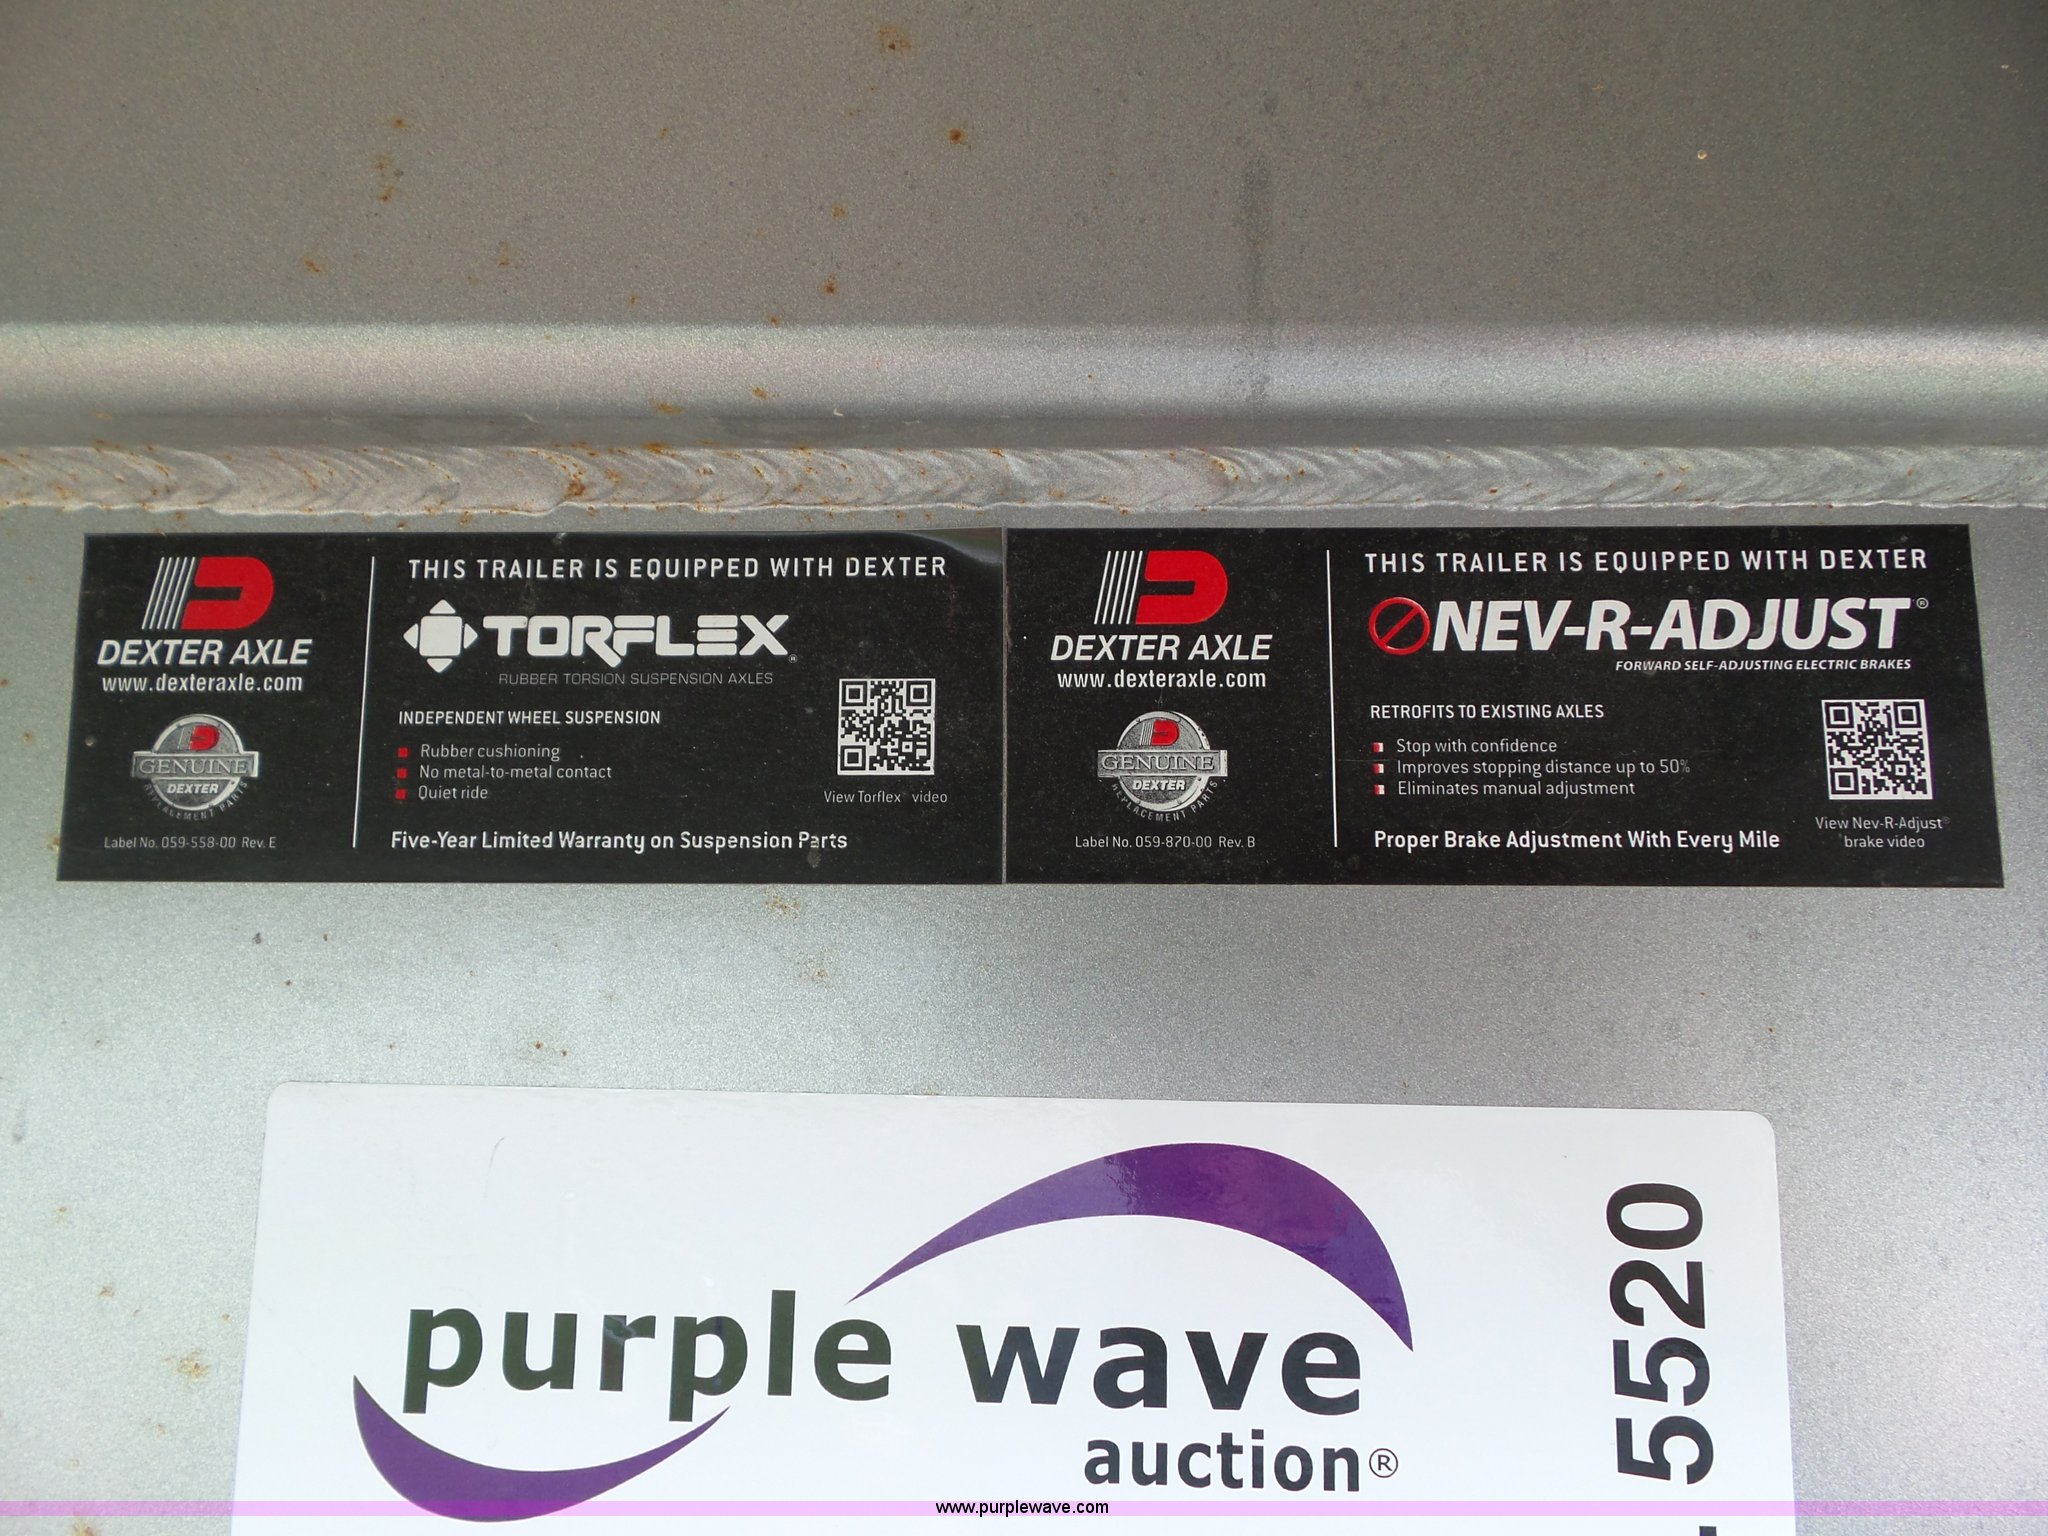 DEXTER AXLE
www.dexteraxle.com
D
GENUINE
DEXTER
REPLACEMENT PARTS
Label No. 059-558-00 Rev. E
THIS TRAILER IS EQUIPPED WITH DEXTER
TORFLEX®
RUBBER TORSION SUSPENSION AXLES
INDEPENDENT WHEEL SUSPENSION
Rubber cushioning
No metal-to-metal contact
Quiet ride
View Torflex® video
Five-Year Limited Warranty on Suspension Parts
DEXTER AXLE
www.dexteraxle.com
D
GENUINE
DEXTER
REPLACEMENT PARTS
Label No. 059-870-00 Rev. B
THIS TRAILER IS EQUIPPED WITH DEXTER
NEV-R-ADJUST®
FORWARD SELF-ADJUSTING ELECTRIC BRAKES
RETROFITS TO EXISTING AXLES
Stop with confidence
Improves stopping distance up to 50%
Eliminates manual adjustment
View Nev-R-Adjust®
brake video
Proper Brake Adjustment With Every Mile
purple wave
auction®
5520
www.purplewave.com